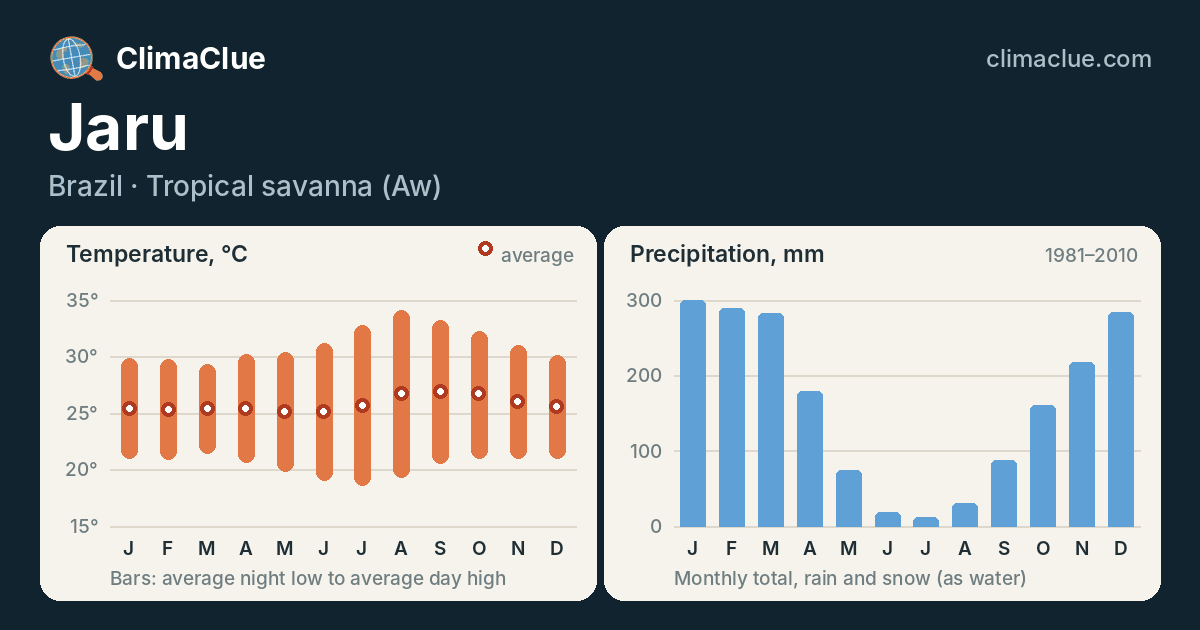 ClimaClue
climaclue.com
Jaru
Brazil · Tropical savanna (Aw)
Temperature, °C
average
35°
30°
25°
20°
15°
J F M A M J J A S O N D
Bars: average night low to average day high
Precipitation, mm
1981–2010
300
200
100
0
J F M A M J J A S O N D
Monthly total, rain and snow (as water)